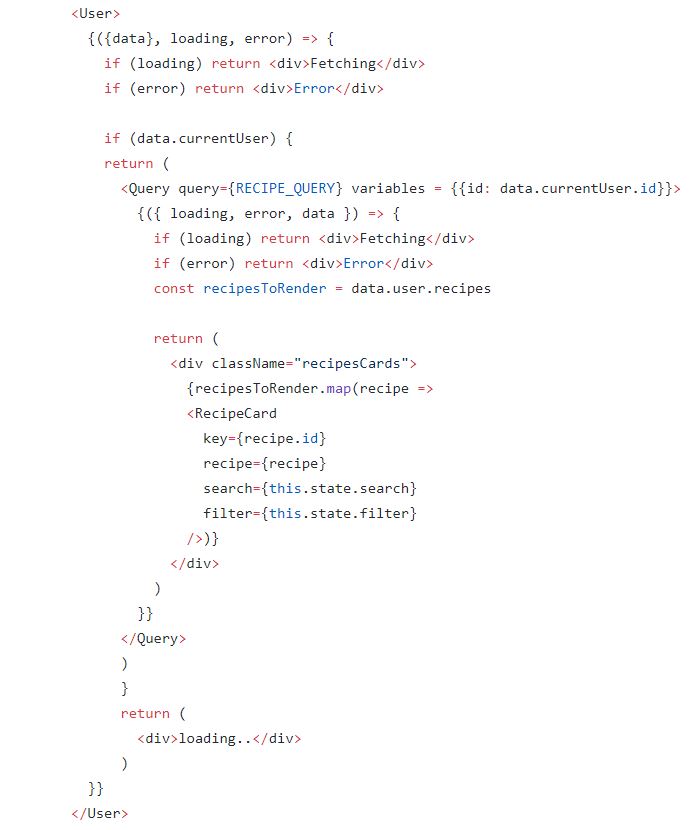 <User>
  {({data}, loading, error) => {
    if (loading) return <div>Fetching</div>
    if (error) return <div>Error</div>

    if (data.currentUser) {
    return (
      <Query query={RECIPE_QUERY} variables = {{id: data.currentUser.id}}>
        {({ loading, error, data }) => {
          if (loading) return <div>Fetching</div>
          if (error) return <div>Error</div>
          const recipesToRender = data.user.recipes

          return (
            <div className="recipesCards">
              {recipesToRender.map(recipe =>
              <RecipeCard
                key={recipe.id}
                recipe={recipe}
                search={this.state.search}
                filter={this.state.filter}
              />)}
            </div>
          )
        }}
      </Query>
      )
      }
      return (
        <div>loading..</div>
      )
  }}
</User>